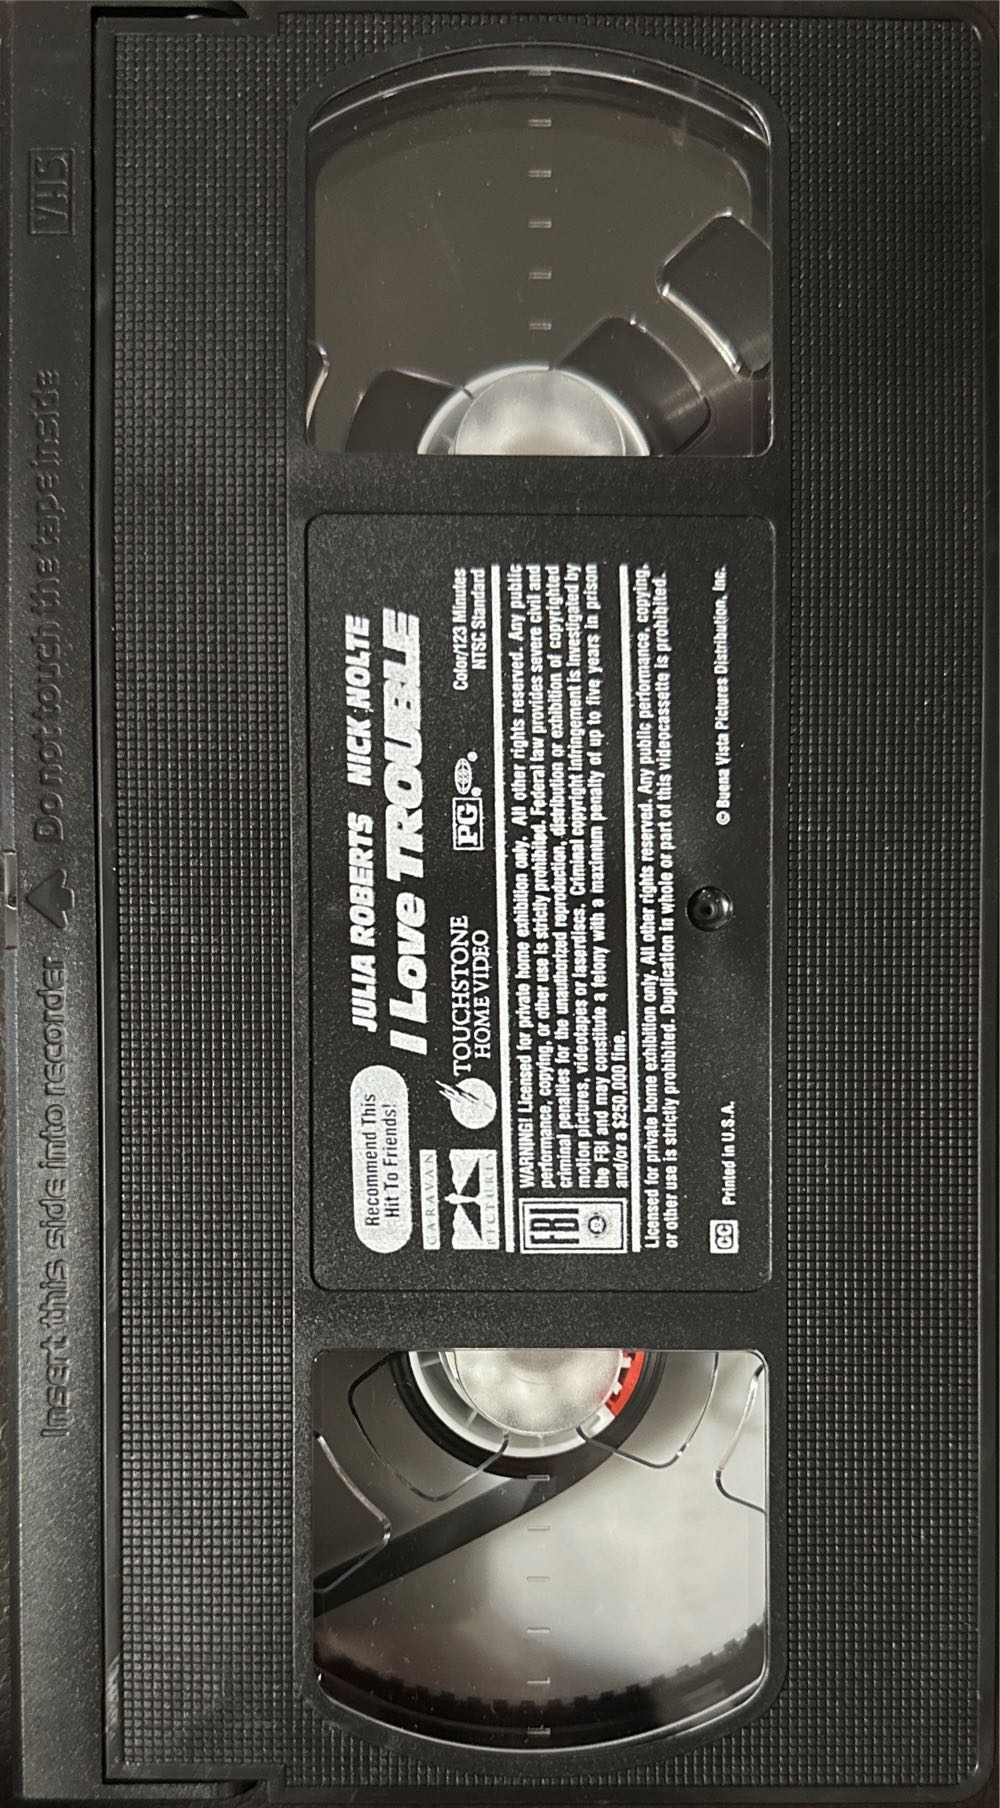 VHS
Insert this side into recorder
Do not touch the tape inside
Recommend This
Hit To Friends!
JULIA ROBERTS NICK NOLTE
I Love TROUBLE
CARAVAN
PICTURES
TOUCHSTONE
HOME VIDEO
PG
Color/123 Minutes
NTSC Standard
FBI
WARNING! Licensed for private home exhibition only. All other rights reserved. Any public
performance, copying, or other use is strictly prohibited. Federal law provides severe civil and
criminal penalties for the unauthorized reproduction, distribution or exhibition of copyrighted
motion pictures, videotapes or laserdiscs. Criminal copyright infringement is investigated by
the FBI and may constitute a felony with a maximum penalty of up to five years in prison
and/or a $250,000 fine.
Licensed for private home exhibition only. All other rights reserved. Any public performance, copying,
or other use is strictly prohibited. Duplication in whole or part of this videocassette is prohibited.
CC Printed in U.S.A. © Buena Vista Pictures Distribution, Inc.